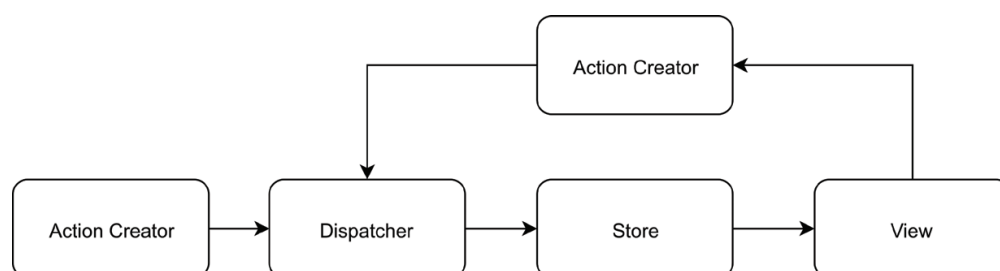 Action Creator
Action Creator
Dispatcher
Store
View